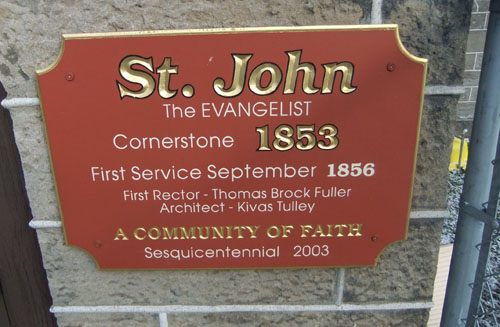 St. John
The EVANGELIST
Cornerstone 1853
First Service September 1856
First Rector - Thomas Brock Fuller
Architect - Kivas Tulley
A COMMUNITY OF FAITH
Sesquicentennial 2003